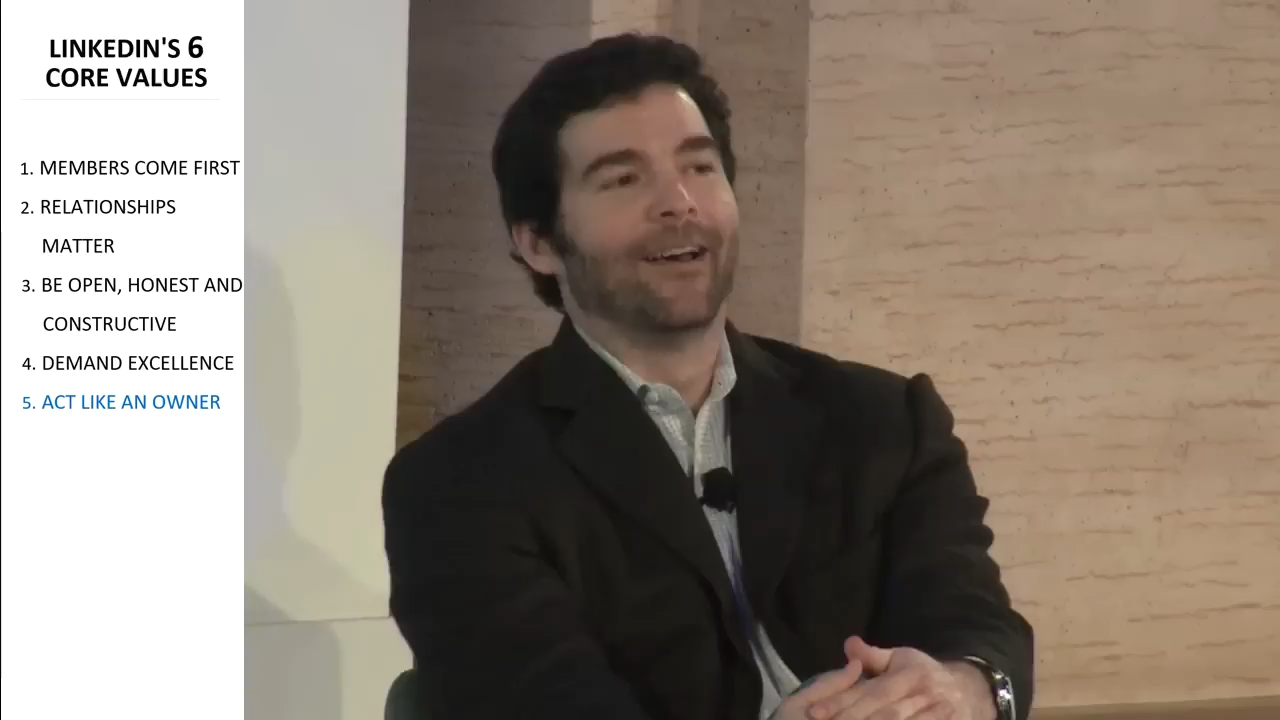 LINKEDIN'S 6
CORE VALUES
1. MEMBERS COME FIRST
2. RELATIONSHIPS
MATTER
3. BE OPEN, HONEST AND
CONSTRUCTIVE
4. DEMAND EXCELLENCE
5. ACT LIKE AN OWNER